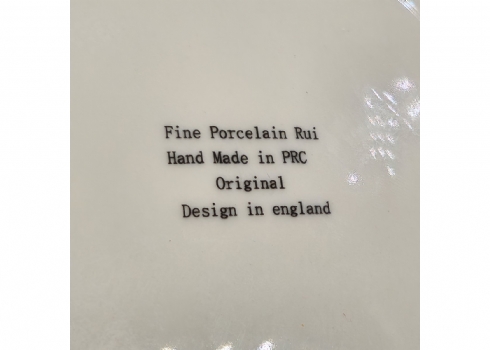 Fine Porcelain Rui
Hand Made in PRC
Original
Design in england